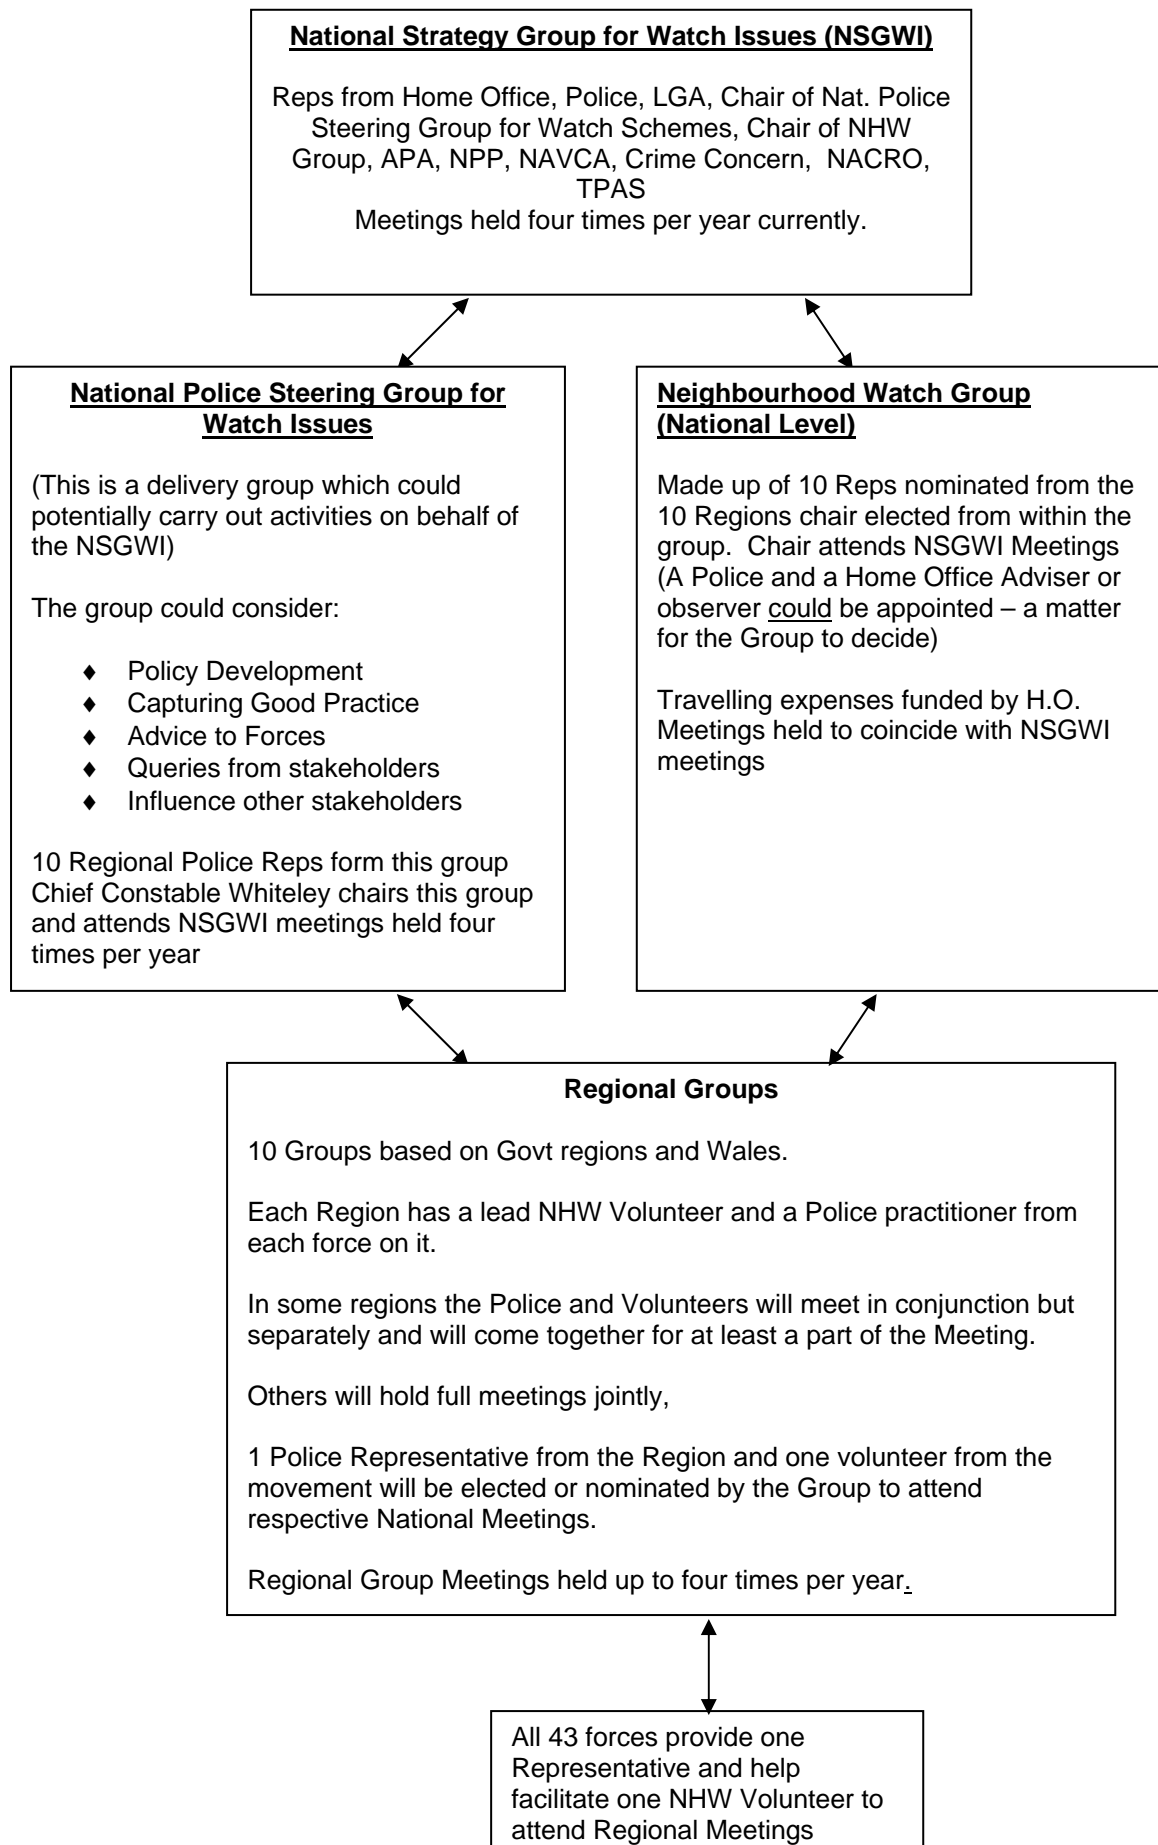 National Strategy Group for Watch Issues (NSGWI)
Reps from Home Office, Police, LGA, Chair of Nat. Police
Steering Group for Watch Schemes, Chair of NHW
Group, APA, NPP, NAVCA, Crime Concern, NACRO,
TPAS
Meetings held four times per year currently.
National Police Steering Group for
Watch Issues
(This is a delivery group which could
potentially carry out activities on behalf of
the NSGWI)
The group could consider:
♦ Policy Development
♦ Capturing Good Practice
♦ Advice to Forces
♦ Queries from stakeholders
♦ Influence other stakeholders
10 Regional Police Reps form this group
Chief Constable Whiteley chairs this group
and attends NSGWI meetings held four
times per year
Neighbourhood Watch Group
(National Level)
Made up of 10 Reps nominated from the
10 Regions chair elected from within the
group. Chair attends NSGWI Meetings
(A Police and a Home Office Adviser or
observer could be appointed – a matter
for the Group to decide)
Travelling expenses funded by H.O.
Meetings held to coincide with NSGWI
meetings
Regional Groups
10 Groups based on Govt regions and Wales.
Each Region has a lead NHW Volunteer and a Police practitioner from
each force on it.
In some regions the Police and Volunteers will meet in conjunction but
separately and will come together for at least a part of the Meeting.
Others will hold full meetings jointly,
1 Police Representative from the Region and one volunteer from the
movement will be elected or nominated by the Group to attend
respective National Meetings.
Regional Group Meetings held up to four times per year.
All 43 forces provide one
Representative and help
facilitate one NHW Volunteer to
attend Regional Meetings